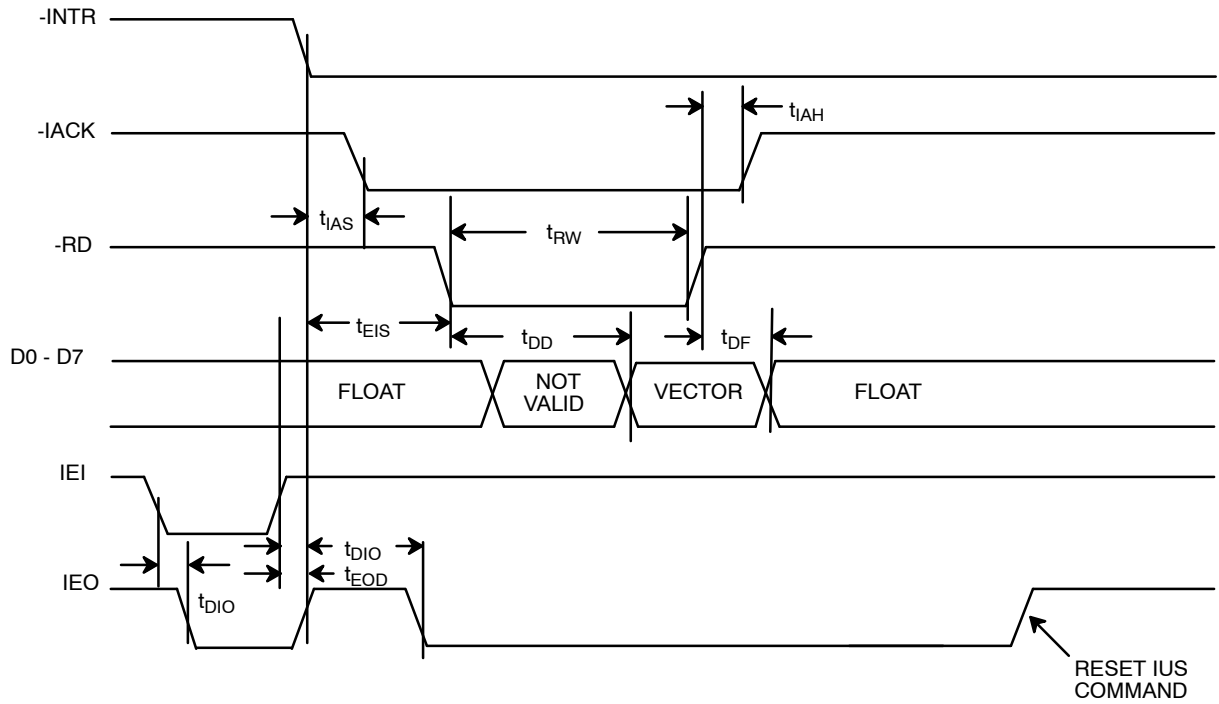 -INTR
tIAH
-IACK
tIAS
tRW
-RD
tEIS
tDD
tDF
D0 - D7
FLOAT
NOT
VALID
VECTOR
FLOAT
IEI
tDIO
tEOD
IEO
tDIO
RESET IUS
COMMAND